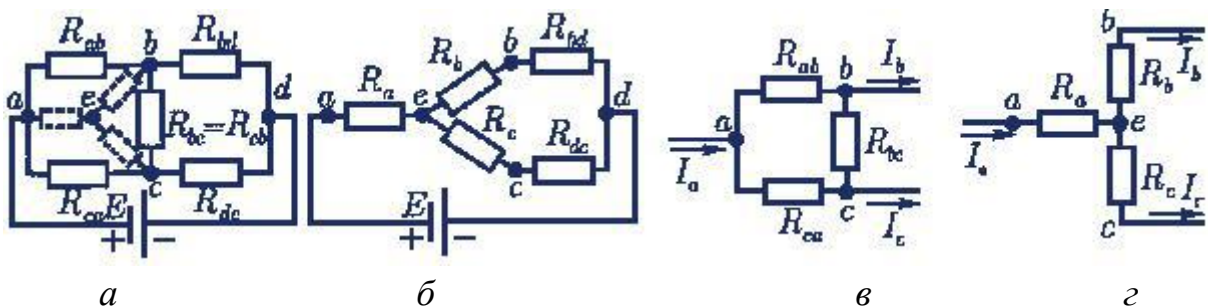 R_ab b R_bd
a e d
R_bc=R_cb
R_ca E c R_dc
+ −
R_b b R_bd
a R_a e d
R_c R_dc
c
E
+ −
R_ab b I_b
a
I_a R_bc
R_ca c I_c
b
I_b
R_b
a R_a
e
I_a
R_c I_c
c
а б в г